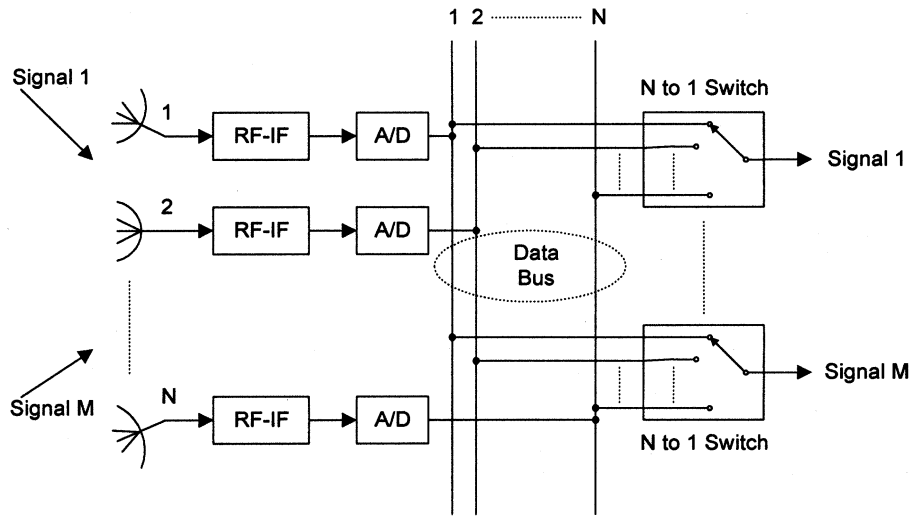 1 2 N
Signal 1
N to 1 Switch
1
RF-IF
A/D
Signal 1
2
RF-IF
A/D
Data
Bus
Signal M
N
RF-IF
A/D
Signal M
N to 1 Switch